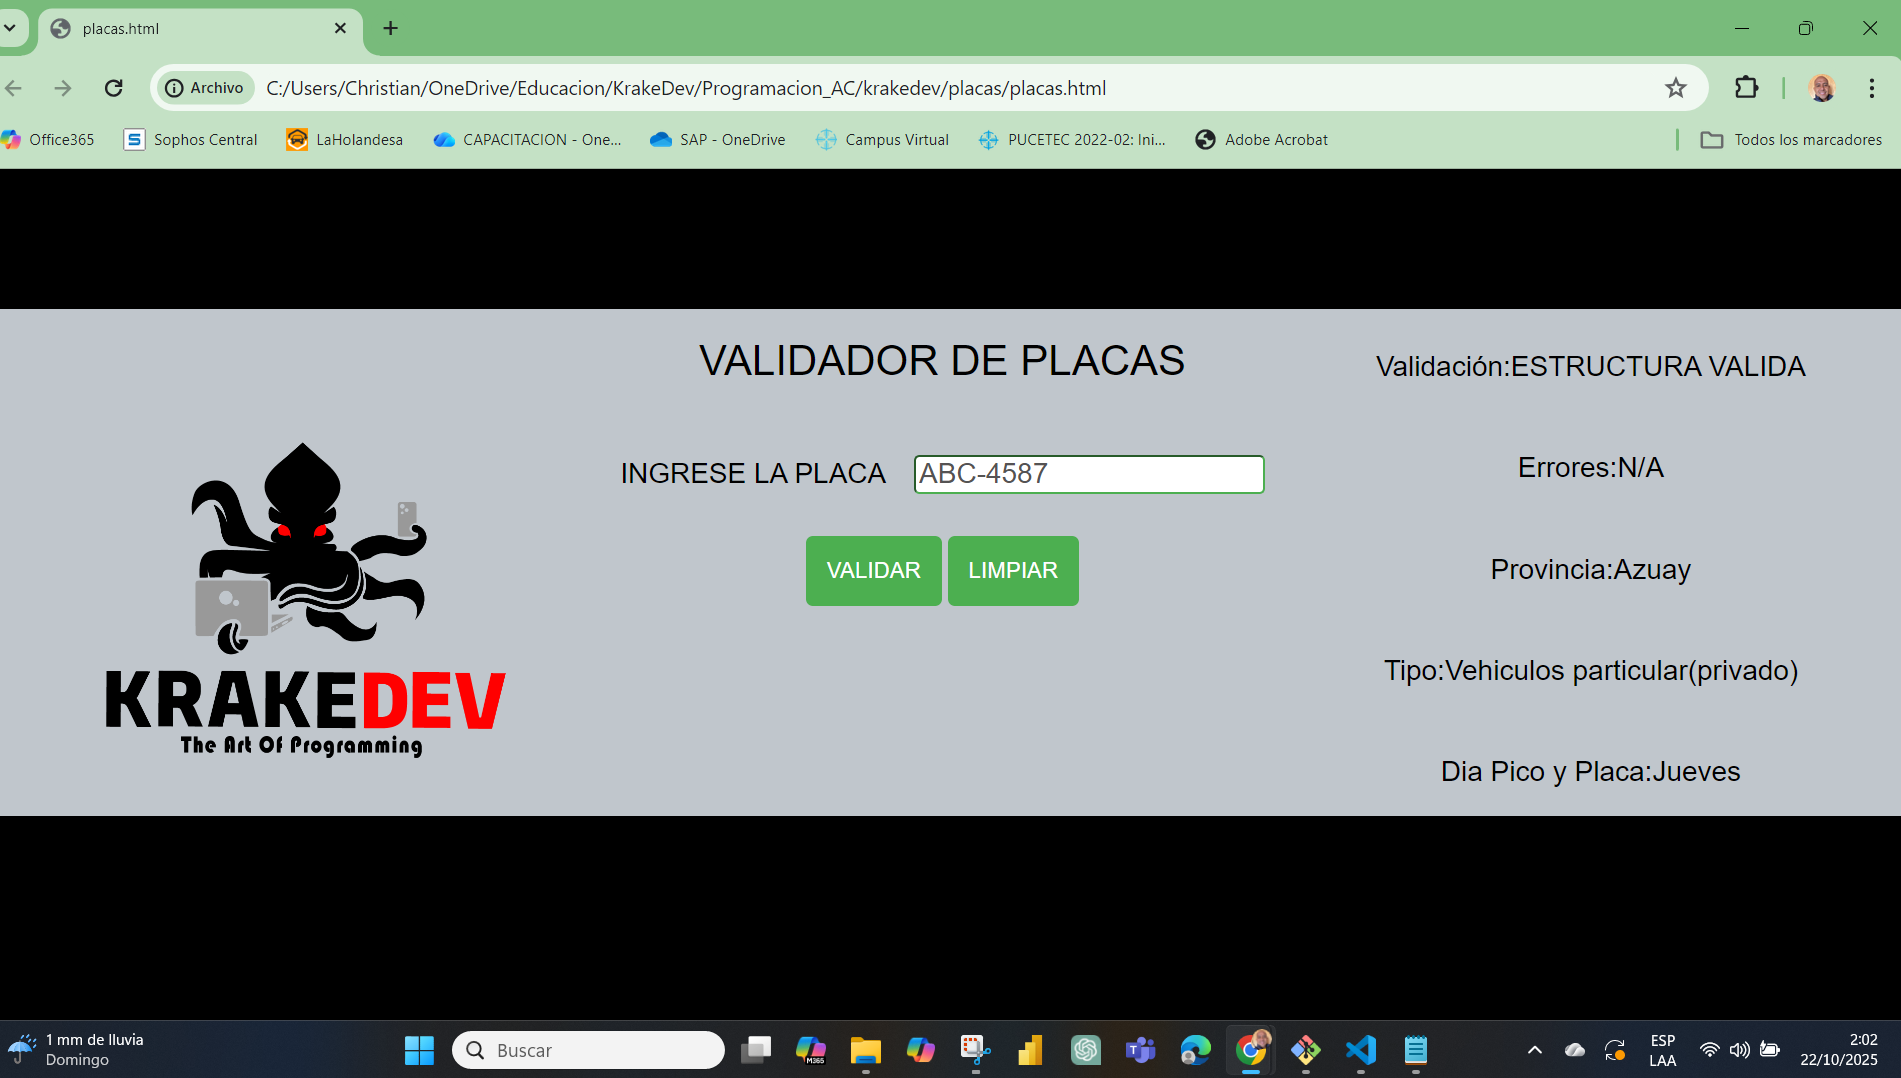 placas.html
Archivo
C:/Users/Christian/OneDrive/Educacion/KrakeDev/Programacion_AC/krakedev/placas/placas.html
Office365
Sophos Central
LaHolandesa
CAPACITACION - One...
SAP - OneDrive
Campus Virtual
PUCETEC 2022-02: Ini...
Adobe Acrobat
Todos los marcadores
KRAKEDEV
The Art Of Programming
VALIDADOR DE PLACAS
INGRESE LA PLACA
ABC-4587
VALIDAR
LIMPIAR
Validación:ESTRUCTURA VALIDA
Errores:N/A
Provincia:Azuay
Tipo:Vehiculos particular(privado)
Dia Pico y Placa:Jueves
1 mm de lluvia
Domingo
Buscar
M365
ESP
LAA
2:02
22/10/2025